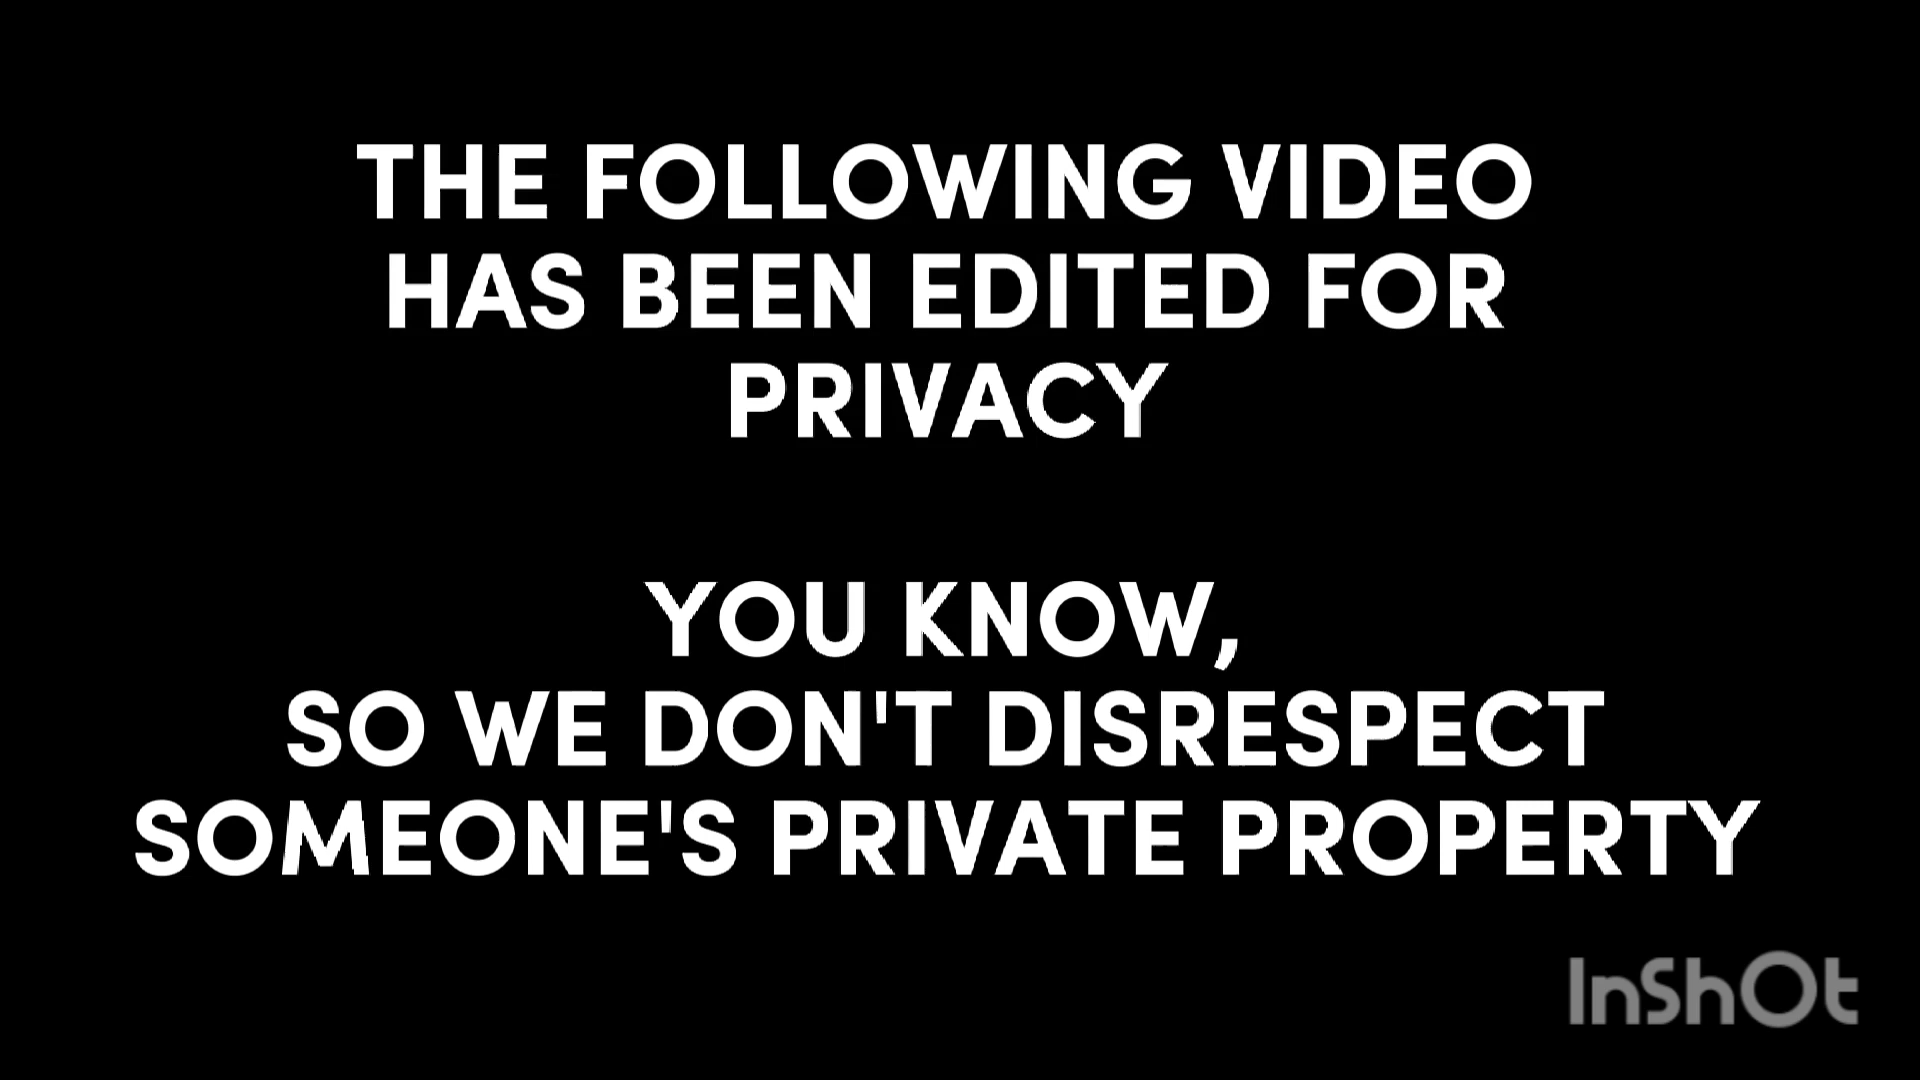 THE FOLLOWING VIDEO
HAS BEEN EDITED FOR
PRIVACY
YOU KNOW,
SO WE DON'T DISRESPECT
SOMEONE'S PRIVATE PROPERTY
InShOt